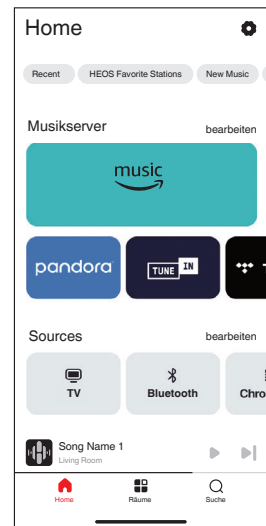 Home
Recent HEOS Favorite Stations New Music
Musikserver bearbeiten
music
pandora TUNE IN
Sources bearbeiten
TV Bluetooth Chro
Song Name 1
Living Room
Home Räume Suche